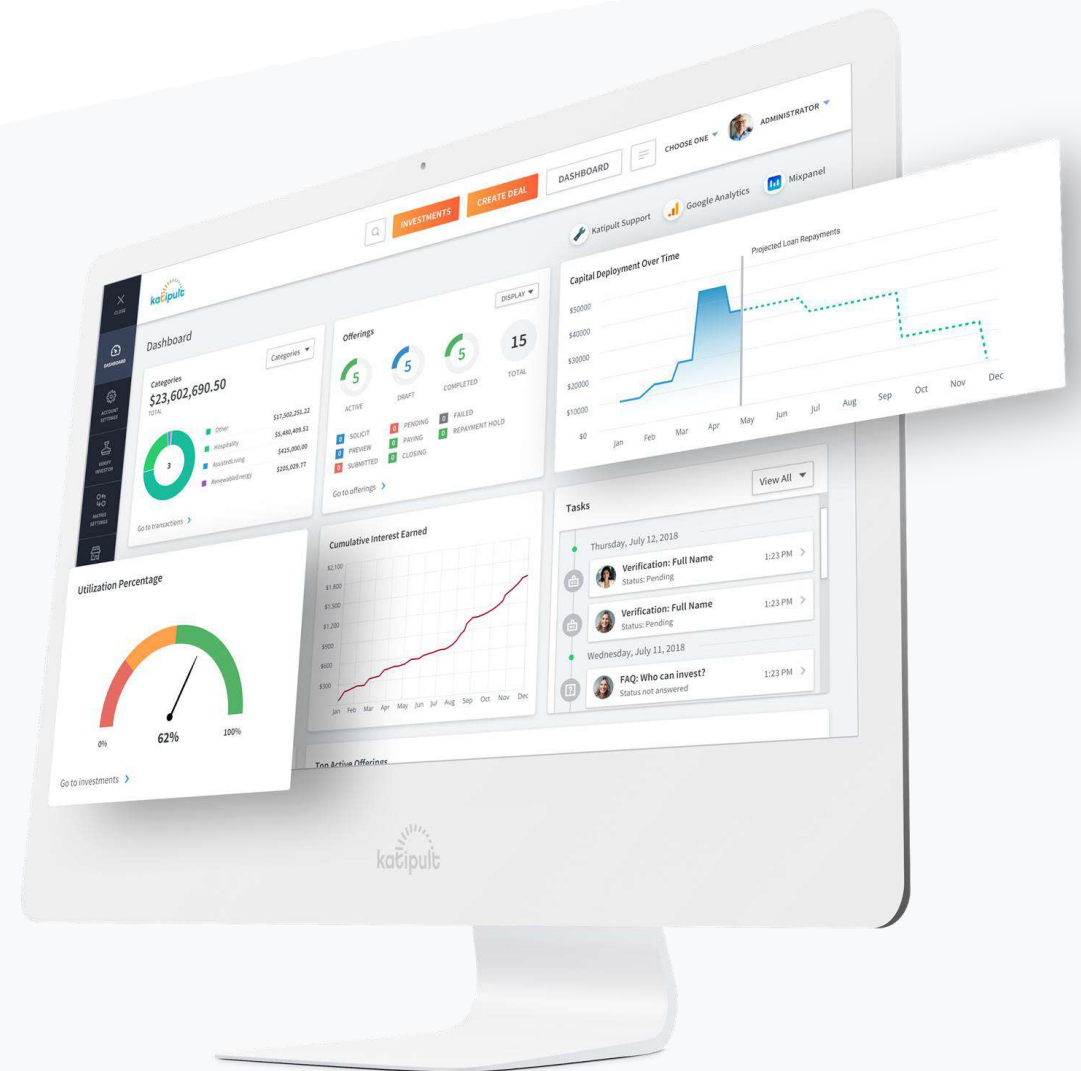 INVESTMENTS
CREATE DEAL
DASHBOARD
CHOOSE ONE
ADMINISTRATOR
Katipult Support
Google Analytics
Mixpanel
CLOSE
DASHBOARD
ACCOUNT
SETTINGS
VERIFY
INVESTOR
MATRIX
SETTINGS
katipult
Dashboard
Categories
$23,602,690.50
TOTAL
Categories
3
Other $17,502,251.22
Hospitality $5,480,409.51
AssistedLiving $415,000.00
RenewableEnergy $205,029.77
Go to transactions
Offerings
DISPLAY
5
ACTIVE
5
DRAFT
5
COMPLETED
15
TOTAL
0 SOLICIT
0 PREVIEW
0 SUBMITTED
0 PENDING
0 PAYING
0 CLOSING
0 FAILED
0 REPAYMENT HOLD
Go to offerings
Capital Deployment Over Time
Projected Loan Repayments
$50000
$40000
$30000
$20000
$10000
$0
Jan Feb Mar Apr May Jun Jul Aug Sep Oct Nov Dec
Utilization Percentage
0%
62%
100%
Go to investments
Cumulative Interest Earned
$2,100
$1,800
$1,500
$1,200
$900
$600
$300
Jan Feb Mar Apr May Jun Jul Aug Sep Oct Nov Dec
Tasks
View All
Thursday, July 12, 2018
Verification: Full Name
Status: Pending
1:23 PM
Verification: Full Name
Status: Pending
1:23 PM
Wednesday, July 11, 2018
FAQ: Who can invest?
Status not answered
1:23 PM
Top Active Offerings
katipult